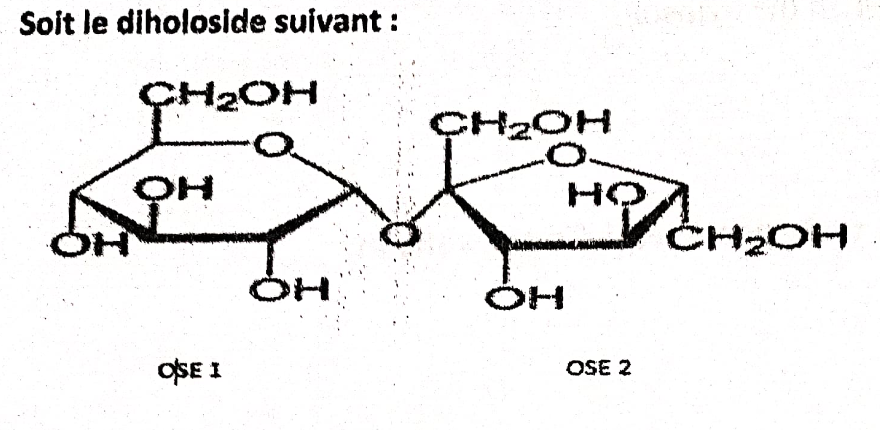 Soit le diholoside suivant :
CH₂OH
CH₂OH
O
O
OH
HO
OH
O
CH₂OH
OH
OH
OSE 1
OSE 2